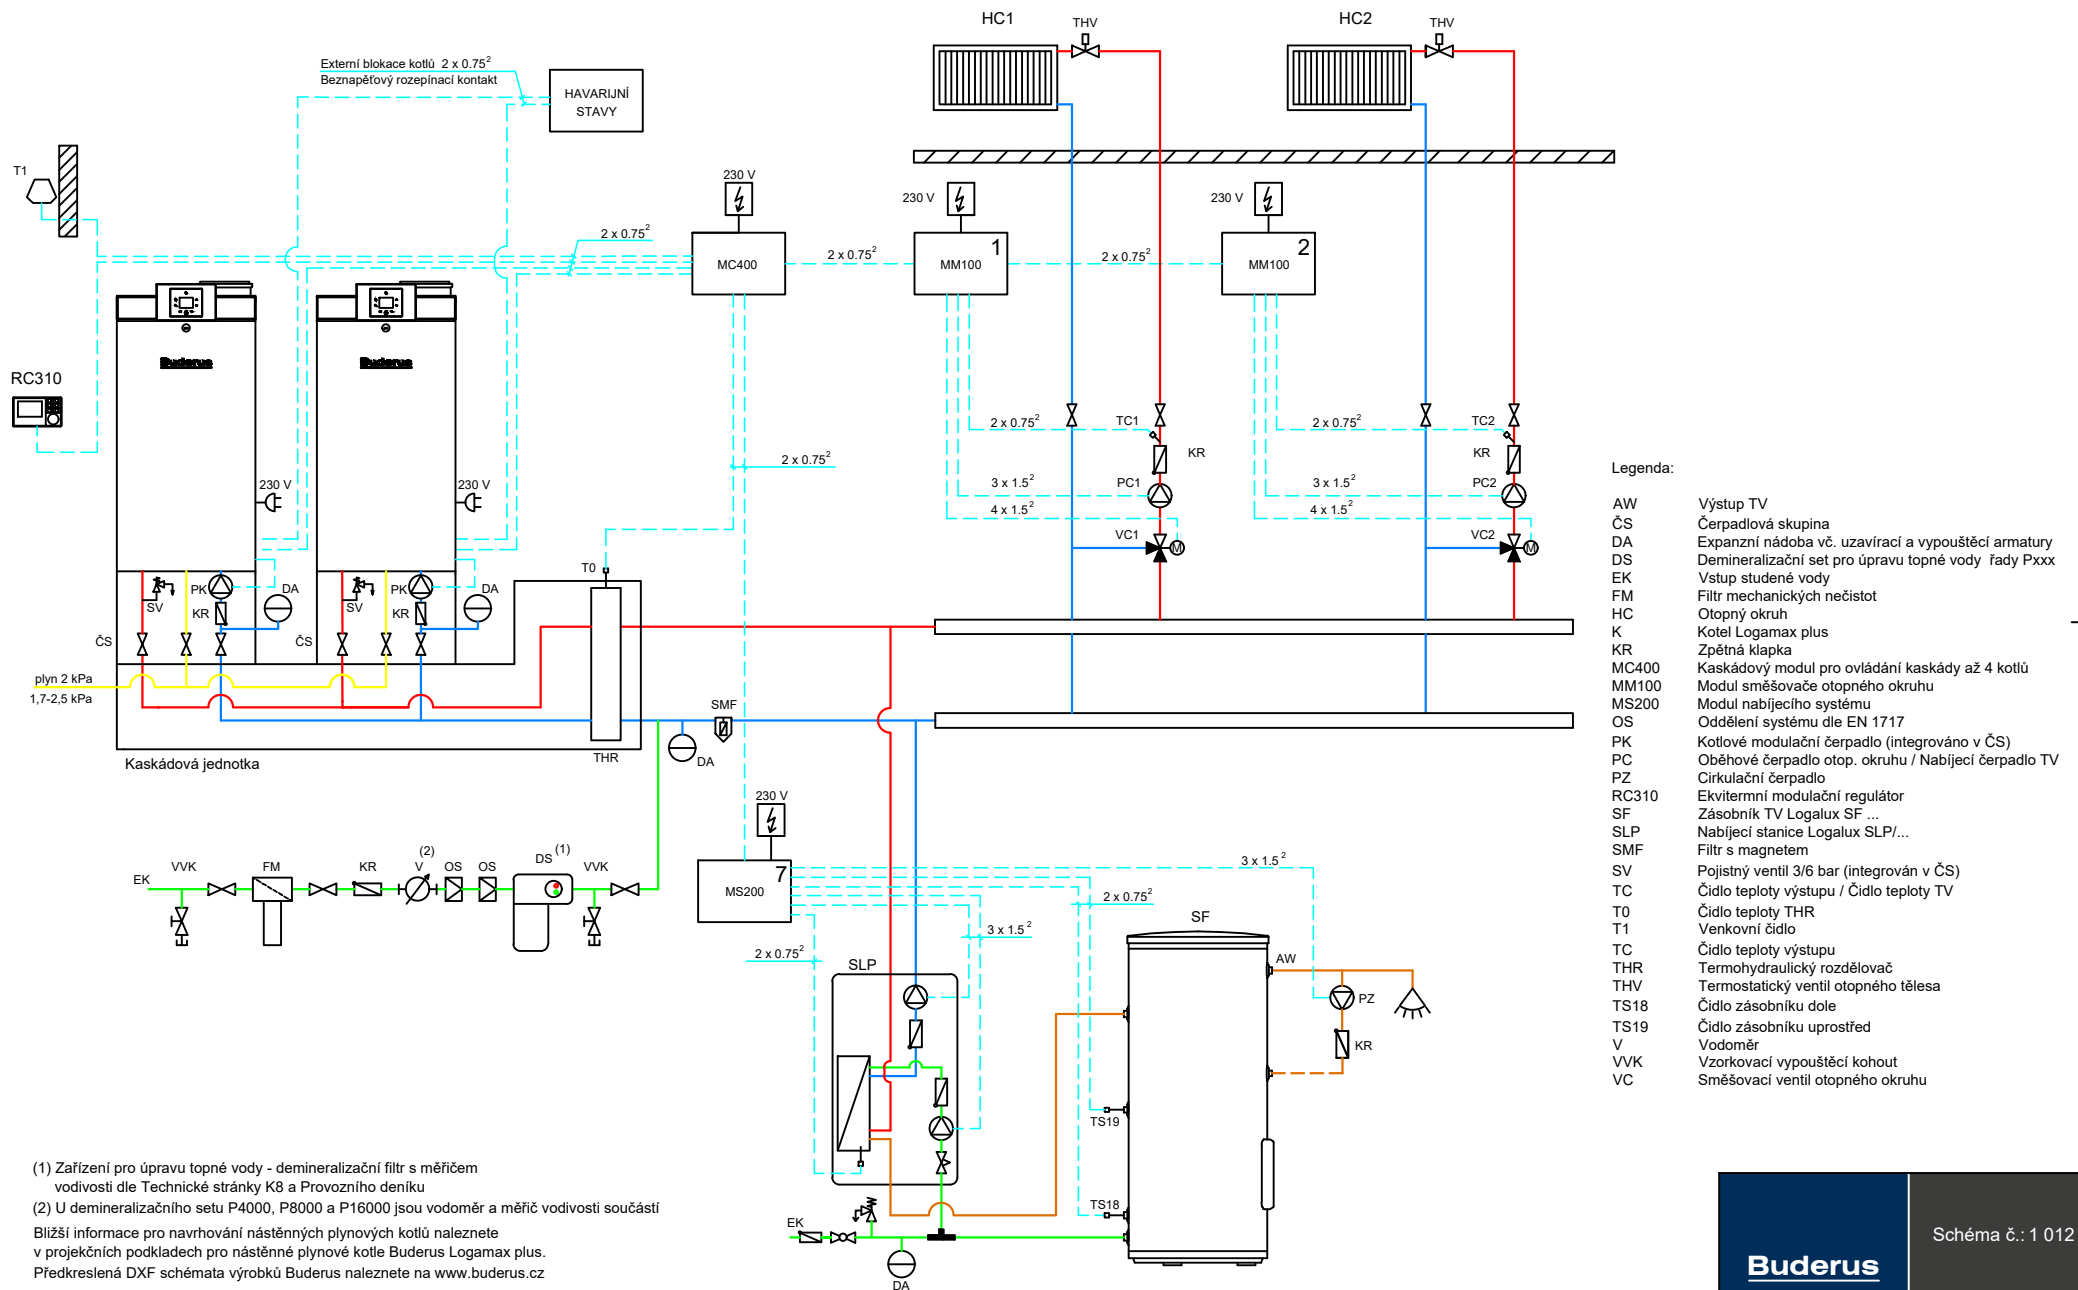 HC1
THV
HC2
THV
Externí blokace kotlů 2 x 0.75²
Beznapěťový rozepínací kontakt
HAVARIJNÍ
STAVY
T1
230 V
230 V
230 V
2 x 0.75²
MC400
2 x 0.75²
MM100
1
2 x 0.75²
MM100
2
Buderus
Buderus
RC310
230 V
230 V
2 x 0.75²
2 x 0.75²
TC1
KR
2 x 0.75²
TC2
KR
3 x 1.5²
PC1
3 x 1.5²
PC2
4 x 1.5²
4 x 1.5²
VC1
VC2
T0
PK
DA
PK
DA
SV
KR
SV
KR
ČS
ČS
plyn 2 kPa
1,7-2,5 kPa
SMF
THR
DA
Kaskádová jednotka
230 V
EK
VVK
FM
KR
(2)
V
OS
OS
DS
(1)
VVK
MS200
7
3 x 1.5²
2 x 0.75²
3 x 1.5²
2 x 0.75²
SLP
SF
AW
PZ
KR
TS19
TS18
EK
DA
Legenda:
AW Výstup TV
ČS Čerpadlová skupina
DA Expanzní nádoba vč. uzavírací a vypouštěcí armatury
DS Demineralizační set pro úpravu topné vody řady Pxxx
EK Vstup studené vody
FM Filtr mechanických nečistot
HC Otopný okruh
K Kotel Logamax plus
KR Zpětná klapka
MC400 Kaskádový modul pro ovládání kaskády až 4 kotlů
MM100 Modul směšovače otopného okruhu
MS200 Modul nabíjecího systému
OS Oddělení systému dle EN 1717
PK Kotlové modulační čerpadlo (integrováno v ČS)
PC Oběhové čerpadlo otop. okruhu / Nabíjecí čerpadlo TV
PZ Cirkulační čerpadlo
RC310 Ekvitermní modulační regulátor
SF Zásobník TV Logalux SF ...
SLP Nabíjecí stanice Logalux SLP/...
SMF Filtr s magnetem
SV Pojistný ventil 3/6 bar (integrován v ČS)
TC Čidlo teploty výstupu / Čidlo teploty TV
T0 Čidlo teploty THR
T1 Venkovní čidlo
TC Čidlo teploty výstupu
THR Termohydraulický rozdělovač
THV Termostatický ventil otopného tělesa
TS18 Čidlo zásobníku dole
TS19 Čidlo zásobníku uprostřed
V Vodoměr
VVK Vzorkovací vypouštěcí kohout
VC Směšovací ventil otopného okruhu
(1) Zařízení pro úpravu topné vody - demineralizační filtr s měřičem
vodivosti dle Technické stránky K8 a Provozního deníku
(2) U demineralizačního setu P4000, P8000 a P16000 jsou vodoměr a měřič vodivosti součástí
Bližší informace pro navrhování nástěnných plynových kotlů naleznete
v projekčních podkladech pro nástěnné plynové kotle Buderus Logamax plus.
Předkreslená DXF schémata výrobků Buderus naleznete na www.buderus.cz
Buderus
Schéma č.: 1 012